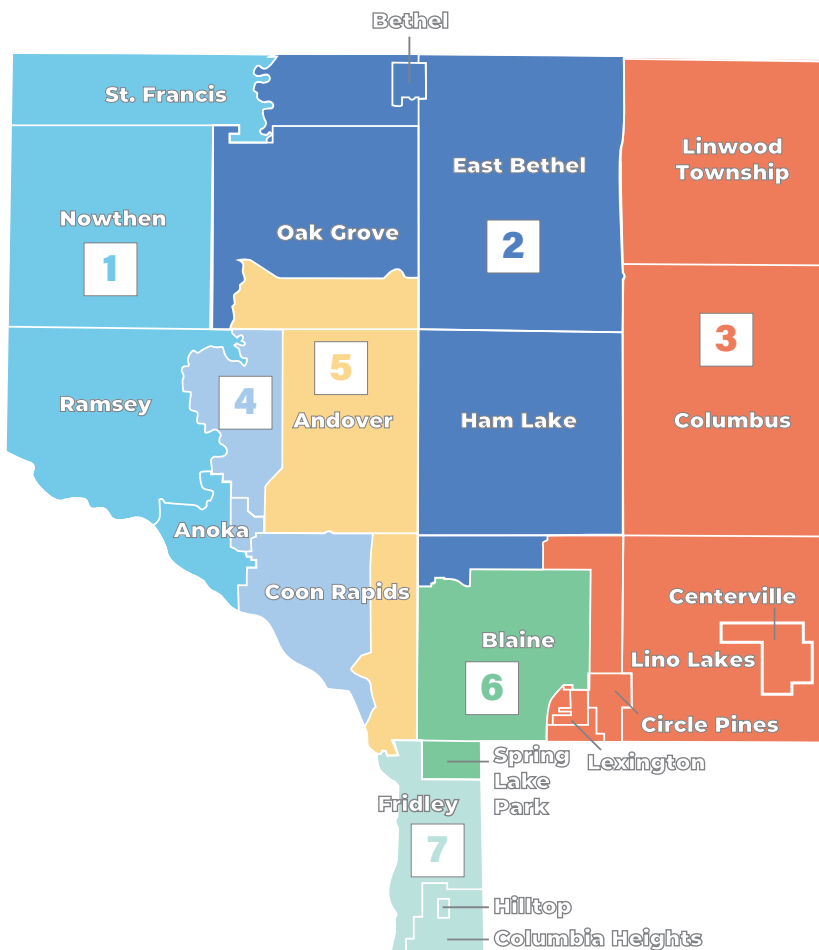 Bethel
St. Francis
Linwood
Township
East Bethel
Nowthen
Oak Grove
1
2
3
5
4
Ramsey
Andover
Ham Lake
Columbus
Anoka
Coon Rapids
Centerville
Blaine
Lino Lakes
6
Circle Pines
Spring
Lake
Park
Lexington
Fridley
7
Hilltop
Columbia Heights